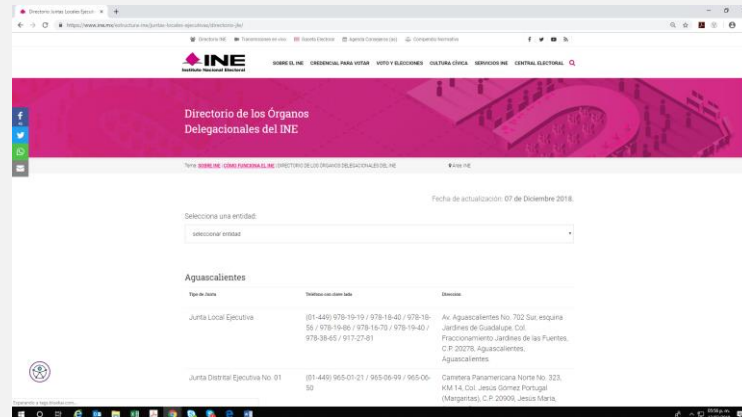 Directorio Juntas Locales Ejecuti
https://www.ine.mx/estructura-ine/juntas-locales-ejecutivas/directorio-jle/
Directorio INE Transmisiones en vivo Gaceta Electoral Agenda Consejeros (as) Compendio Normativo
INE
Instituto Nacional Electoral
SOBRE EL INE CREDENCIAL PARA VOTAR VOTO Y ELECCIONES CULTURA CÍVICA SERVICIOS INE CENTRAL ELECTORAL
Directorio de los Órganos
Delegacionales del INE
Tema: SOBRE INE | CÓMO FUNCIONA EL INE | DIRECTORIO DE LOS ÓRGANOS DELEGACIONALES DEL INE
Área: INE
Fecha de actualización: 07 de Diciembre 2018.
Selecciona una entidad:
seleccionar entidad
Aguascalientes
Tipo de Junta Teléfono con clave lada Dirección
Junta Local Ejecutiva
(01-449) 978-19-19 / 978-18-40 / 978-18-
56 / 978-19-86 / 978-16-70 / 978-19-40 /
978-38-65 / 917-27-81
Av. Aguascalientes No. 702 Sur, esquina
Jardines de Guadalupe, Col.
Fraccionamiento Jardines de las Fuentes,
C.P. 20278, Aguascalientes,
Aguascalientes.
Junta Distrital Ejecutiva No. 01
(01-449) 965-01-21 / 965-06-99 / 965-06-
50
Carretera Panamericana Norte No. 323,
KM 14, Col. Jesús Gómez Portugal
(Margaritas), C.P. 20909, Jesús María,